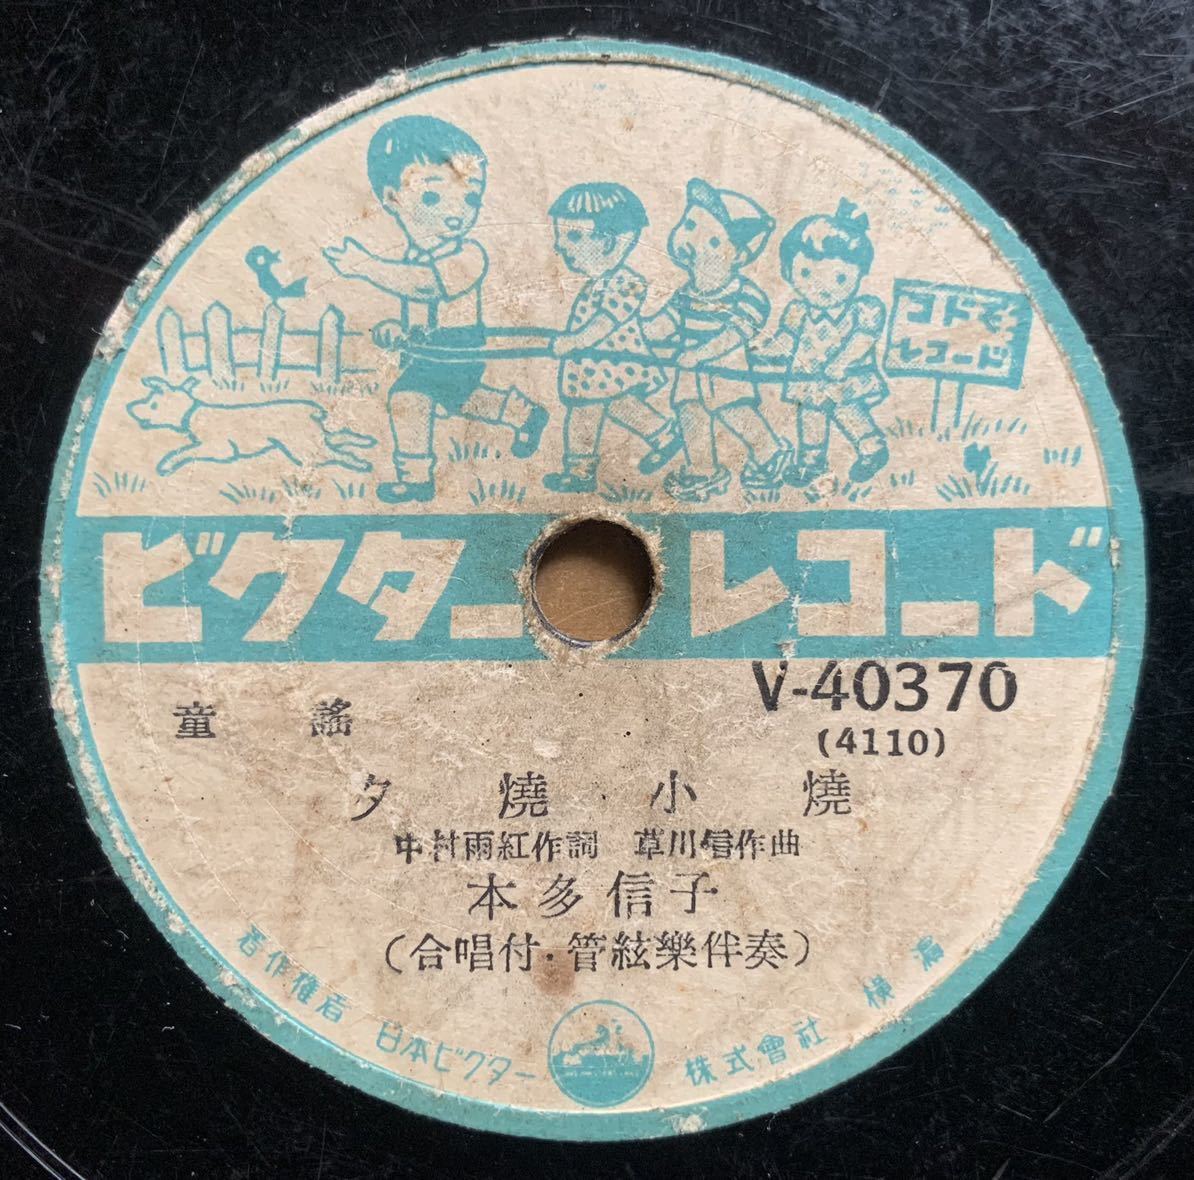 コドモ
レコード
ビクターレコード
V-40370
(4110)
童謠
夕燒小燒
中村雨紅作詞 草川信作曲
本多信子
(合唱付・管絃樂伴奏)
著作権者 日本ビクター株式會社 横濱